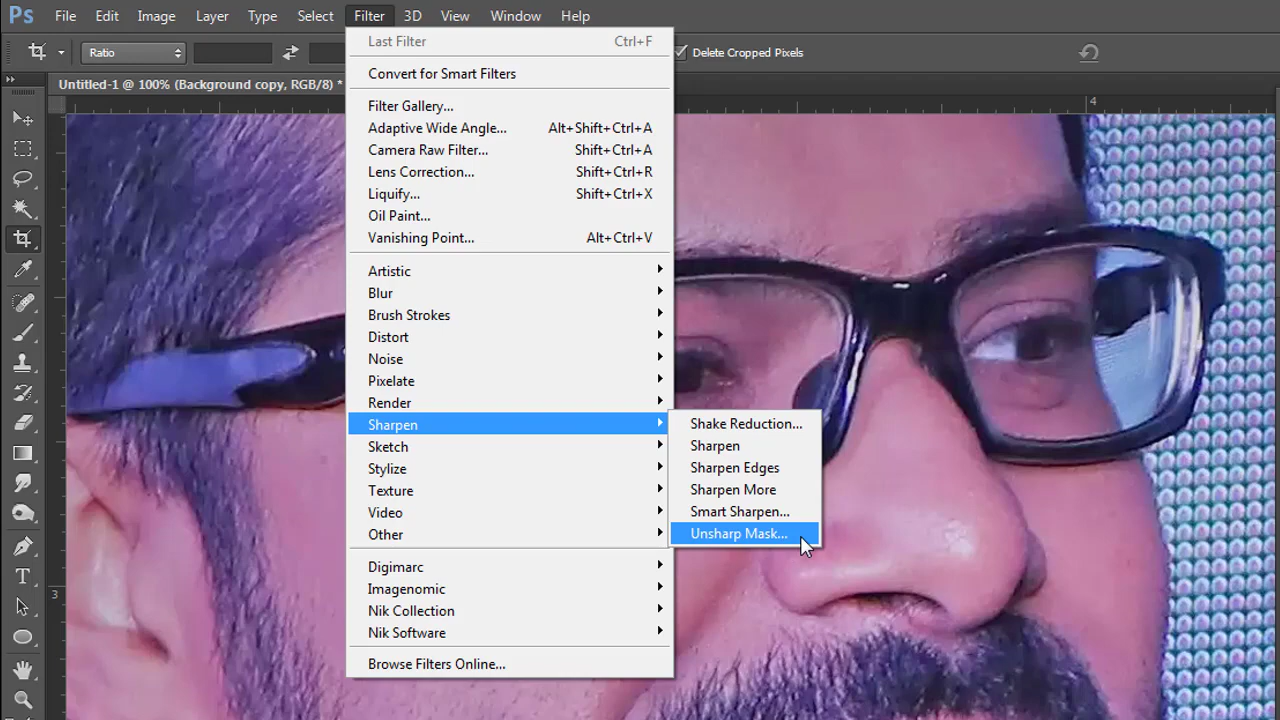 Ps File Edit Image Layer Type Select Filter 3D View Window Help
Ratio Delete Cropped Pixels
Untitled-1 @ 100% (Background copy, RGB/8) *
4
3
Last Filter Ctrl+F
Convert for Smart Filters
Filter Gallery...
Adaptive Wide Angle... Alt+Shift+Ctrl+A
Camera Raw Filter... Shift+Ctrl+A
Lens Correction... Shift+Ctrl+R
Liquify... Shift+Ctrl+X
Oil Paint...
Vanishing Point... Alt+Ctrl+V
Artistic
Blur
Brush Strokes
Distort
Noise
Pixelate
Render
Sharpen
Sketch
Stylize
Texture
Video
Other
Digimarc
Imagenomic
Nik Collection
Nik Software
Browse Filters Online...
Shake Reduction...
Sharpen
Sharpen Edges
Sharpen More
Smart Sharpen...
Unsharp Mask...